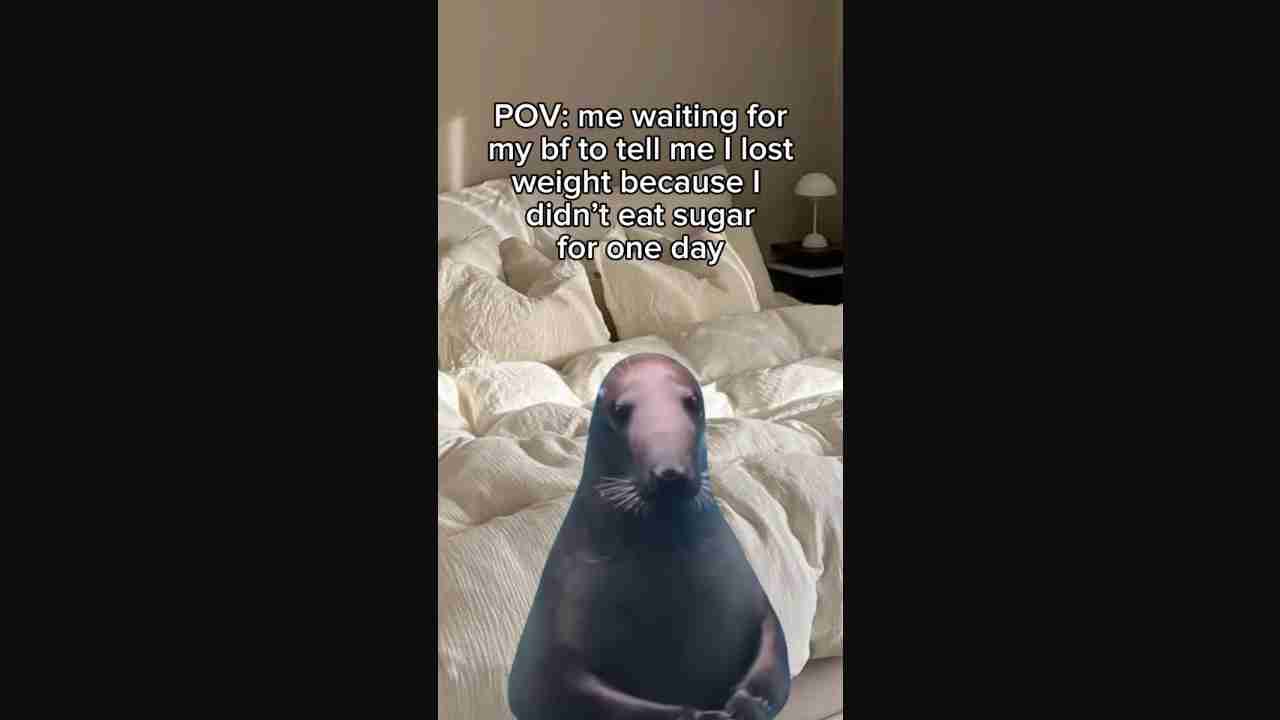 POV: me waiting for
my bf to tell me I lost
weight because I
didn’t eat sugar
for one day